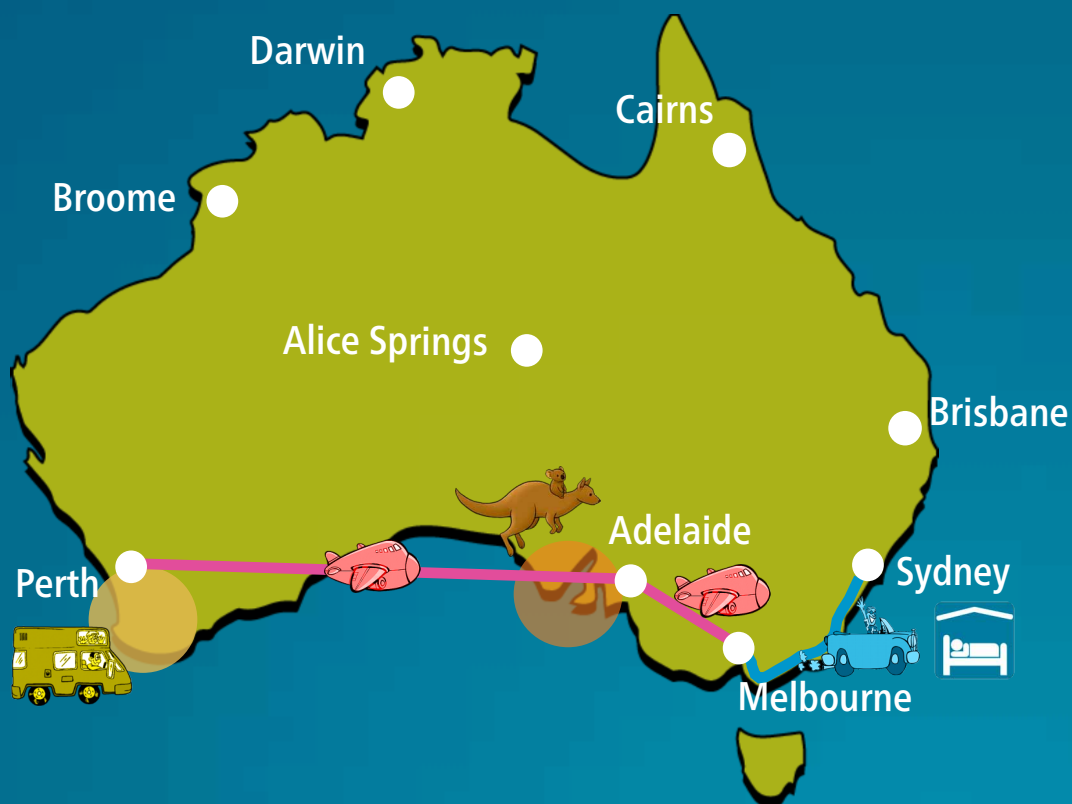 Darwin
Cairns
Broome
Alice Springs
Brisbane
Adelaide
Perth
Sydney
Melbourne